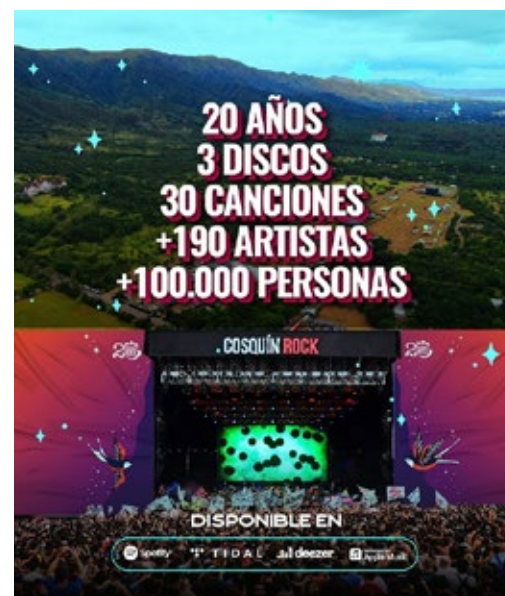 20 AÑOS
3 DISCOS
30 CANCIONES
+190 ARTISTAS
+100.000 PERSONAS
COSQUÍN ROCK
DISPONIBLE EN
Spotify TIDAL deezer Apple Music